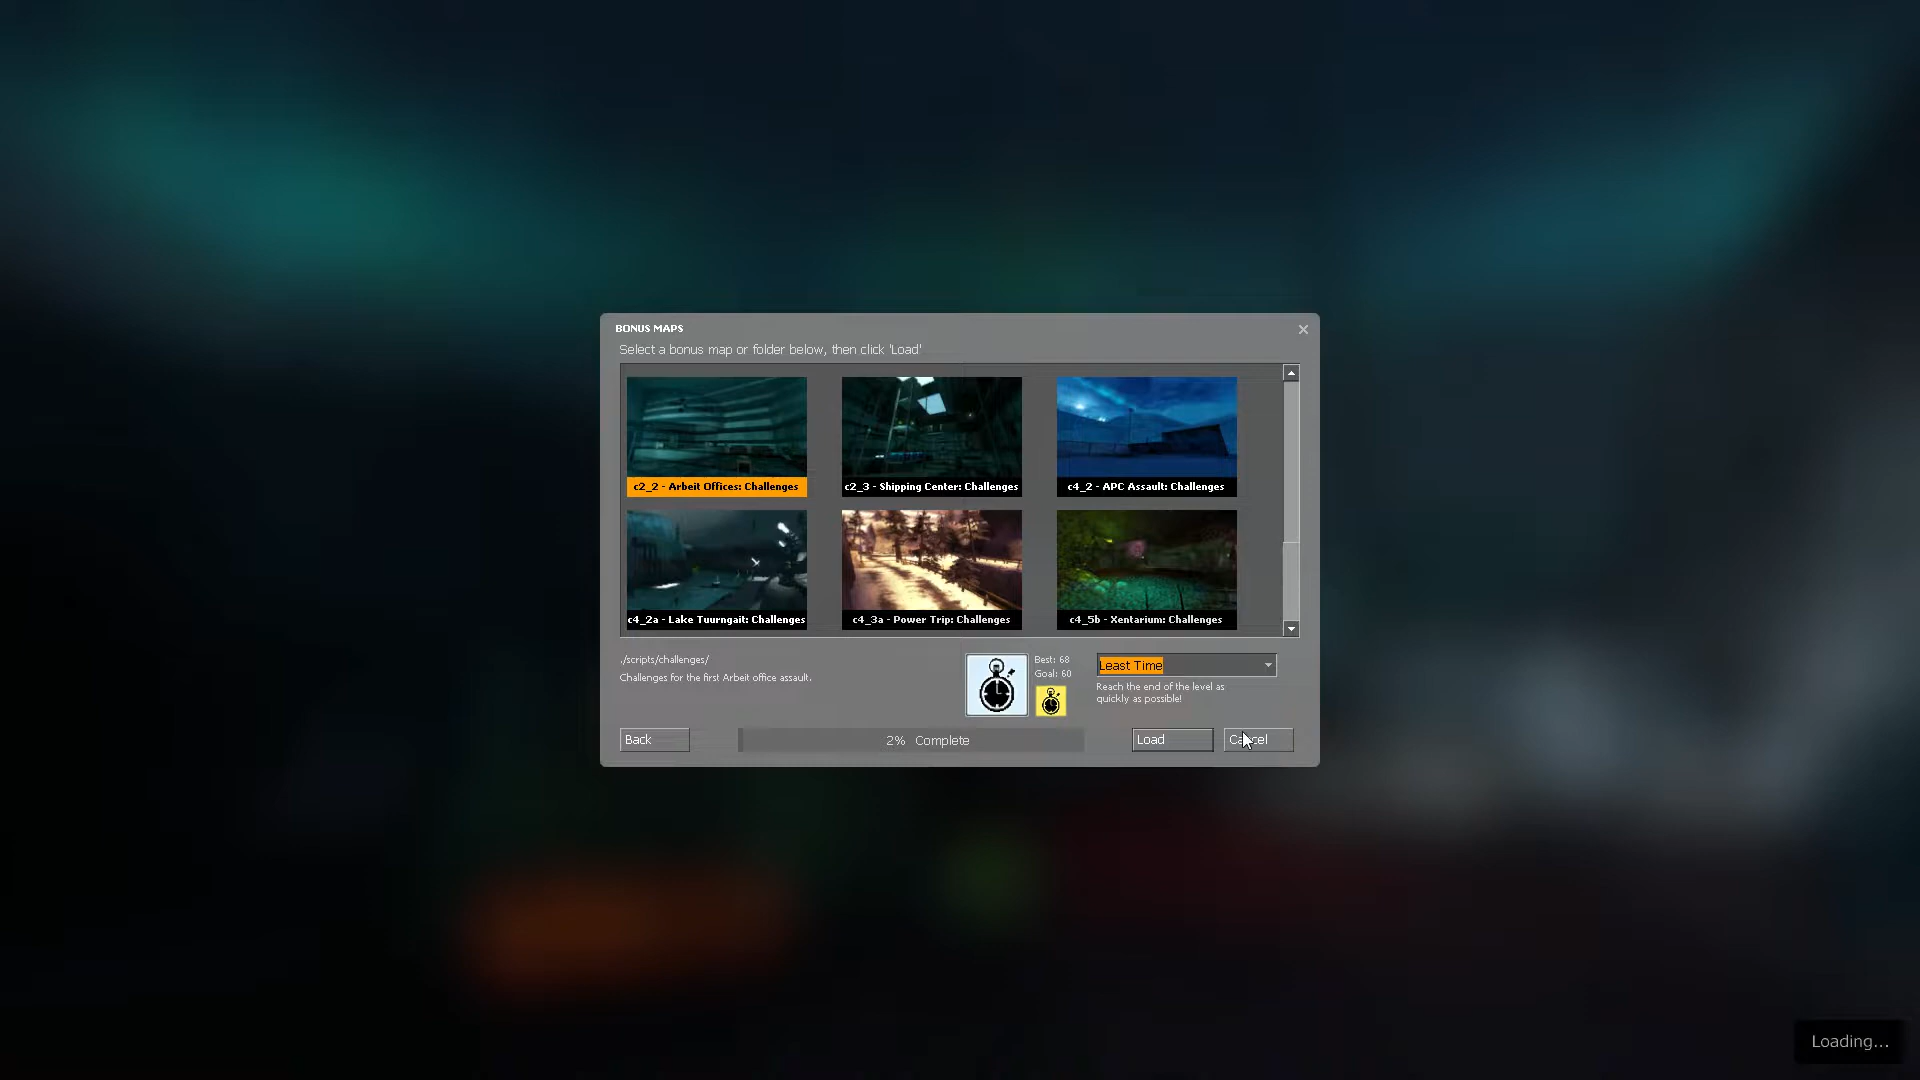 BONUS MAPS
Select a bonus map or folder below, then click 'Load'
c2_2 - Arbeit Offices: Challenges
c2_3 - Shipping Center: Challenges
c4_2 - APC Assault: Challenges
c4_2a - Lake Tuurngait: Challenges
c4_3a - Power Trip: Challenges
c4_5b - Xentarium: Challenges
./scripts/challenges/
Challenges for the first Arbeit office assault.
Best: 68
Goal: 60
Least Time
Reach the end of the level as
quickly as possible!
Back
2% Complete
Load
Cancel
Loading...